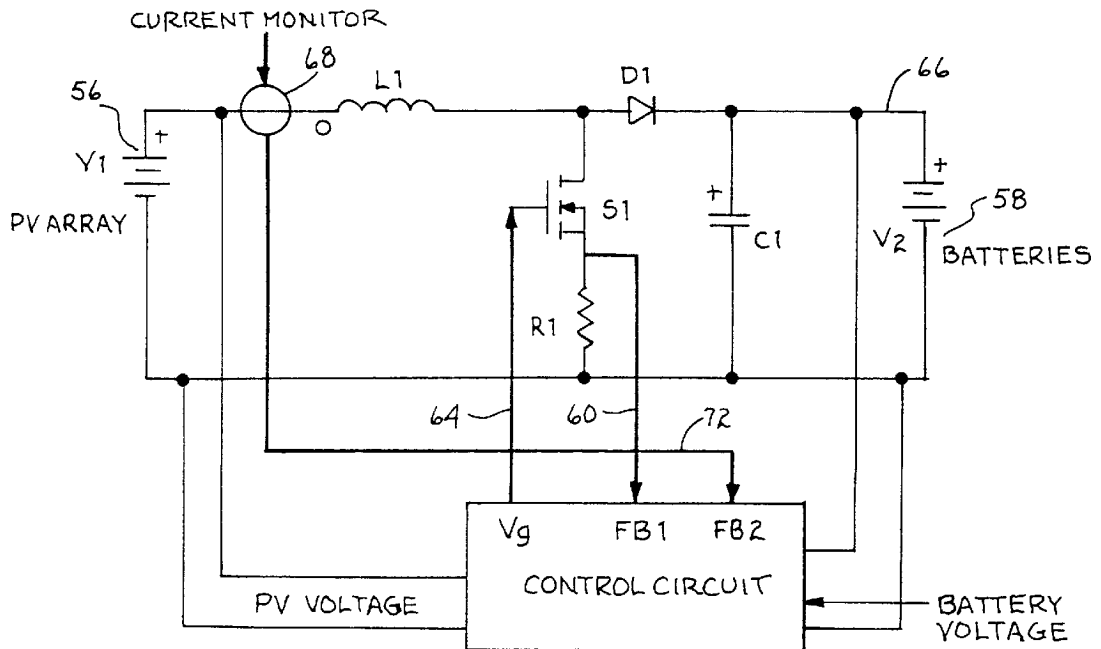 CURRENT MONITOR
68
56
L1
D1
66
+
V1
PV ARRAY
S1
+
C1
+
V2
58
BATTERIES
R1
64
60
72
Vg
FB1
FB2
CONTROL CIRCUIT
PV VOLTAGE
BATTERY
VOLTAGE